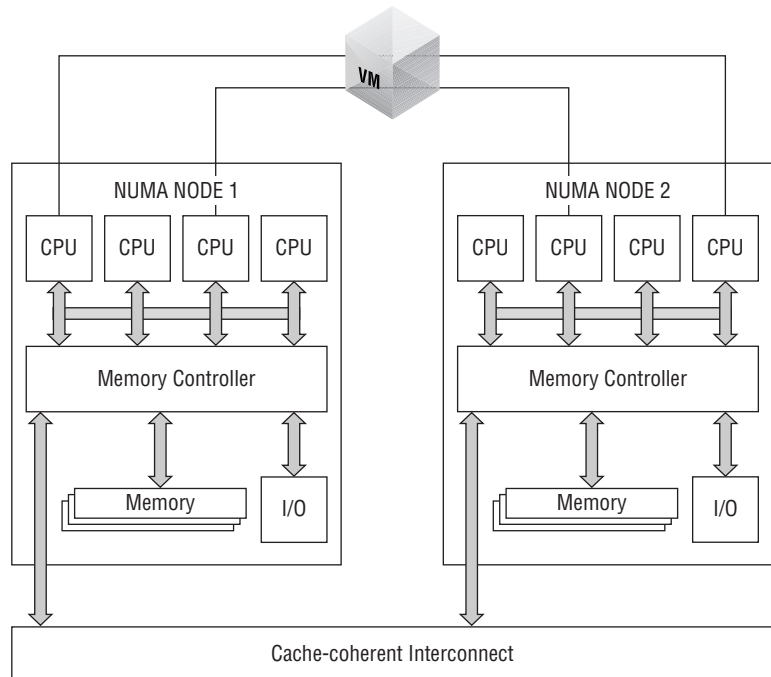 VM
NUMA NODE 1
NUMA NODE 2
CPU CPU CPU CPU
CPU CPU CPU CPU
Memory Controller
Memory Controller
Memory
I/O
Memory
I/O
Cache-coherent Interconnect